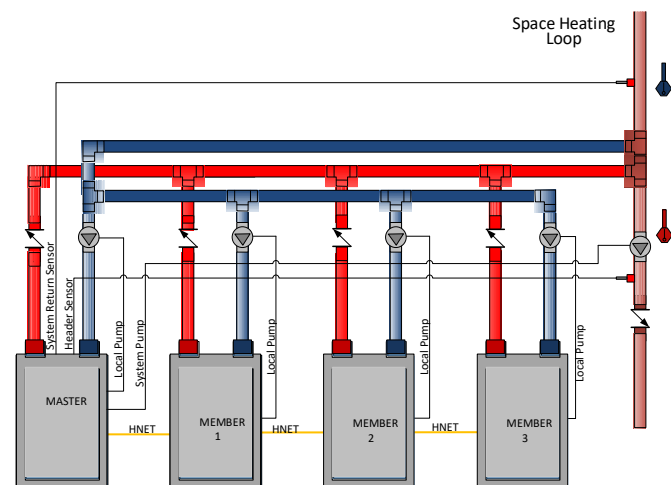 Space Heating
Loop
System Return Sensor
Header Sensor
Local Pump
System Pump
Local Pump
Local Pump
Local Pump
MASTER
MEMBER
1
MEMBER
2
MEMBER
3
HNET
HNET
HNET